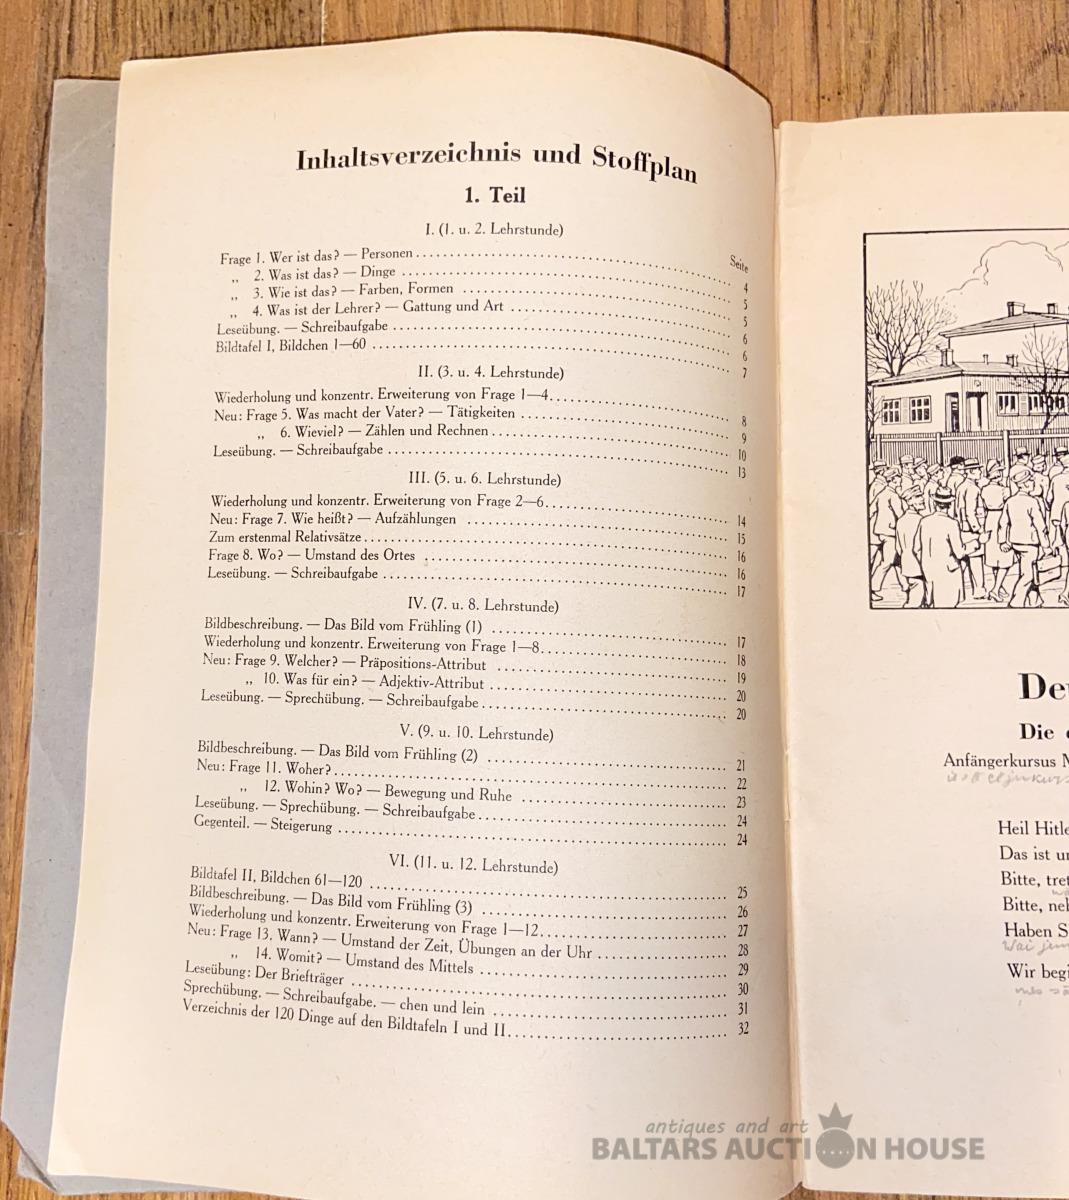 Inhaltsverzeichnis und Stoffplan
1. Teil
I. (1. u. 2. Lehrstunde)
Seite
Frage 1. Wer ist das? — Personen 4
„ 2. Was ist das? — Dinge 5
„ 3. Wie ist das? — Farben, Formen 5
„ 4. Was ist der Lehrer? — Gattung und Art 6
Leseübung. — Schreibaufgabe 6
Bildtafel I, Bildchen 1—60 7
II. (3. u. 4. Lehrstunde)
Wiederholung und konzentr. Erweiterung von Frage 1—4 8
Neu: Frage 5. Was macht der Vater? — Tätigkeiten 9
„ 6. Wieviel? — Zählen und Rechnen 10
Leseübung. — Schreibaufgabe 13
III. (5. u. 6. Lehrstunde)
Wiederholung und konzentr. Erweiterung von Frage 2—6 14
Neu: Frage 7. Wie heißt? — Aufzählungen 15
Zum erstenmal Relativsätze 16
Frage 8. Wo? — Umstand des Ortes 16
Leseübung. — Schreibaufgabe 17
IV. (7. u. 8. Lehrstunde)
Bildbeschreibung. — Das Bild vom Frühling (1) 17
Wiederholung und konzentr. Erweiterung von Frage 1—8 18
Neu: Frage 9. Welcher? — Präpositions-Attribut 19
„ 10. Was für ein? — Adjektiv-Attribut 20
Leseübung. — Sprechübung. — Schreibaufgabe 20
V. (9. u. 10. Lehrstunde)
Bildbeschreibung. — Das Bild vom Frühling (2) 21
Neu: Frage 11. Woher? 22
„ 12. Wohin? Wo? — Bewegung und Ruhe 23
Leseübung. — Sprechübung. — Schreibaufgabe 24
Gegenteil. — Steigerung 24
VI. (11. u. 12. Lehrstunde)
Bildtafel II, Bildchen 61—120 25
Bildbeschreibung. — Das Bild vom Frühling (3) 26
Wiederholung und konzentr. Erweiterung von Frage 1—12 27
Neu: Frage 13. Wann? — Umstand der Zeit, Übungen an der Uhr 28
„ 14. Womit? — Umstand des Mittels 29
Leseübung: Der Briefträger 30
Sprechübung. — Schreibaufgabe. — chen und lein 31
Verzeichnis der 120 Dinge auf den Bildtafeln I und II 32
De
Die
Anfängerkursus
Heil Hitle
Das ist u
Bitte, tret
Bitte, neh
Haben S
Wir begi
antiques and art
BALTARS AUCTION HOUSE